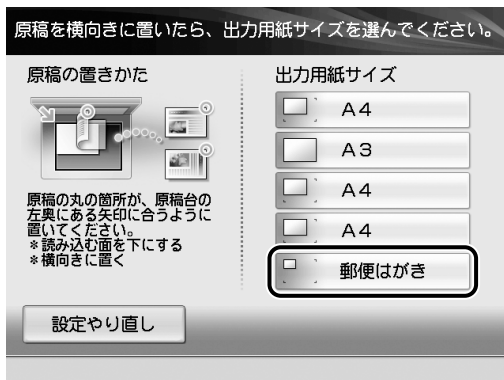 原稿を横向きに置いたら、出力用紙サイズを選んでください。
原稿の置きかた
原稿の丸の箇所が、原稿台の
左奥にある矢印に合うように
置いてください。
*読み込む面を下にする
*横向きに置く
設定やり直し
出力用紙サイズ
A4
A3
A4
A4
郵便はがき